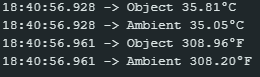 18:40:56.928 -> Object 35.81°C
18:40:56.928 -> Ambient 35.05°C
18:40:56.961 -> Object 308.96°F
18:40:56.961 -> Ambient 308.20°F